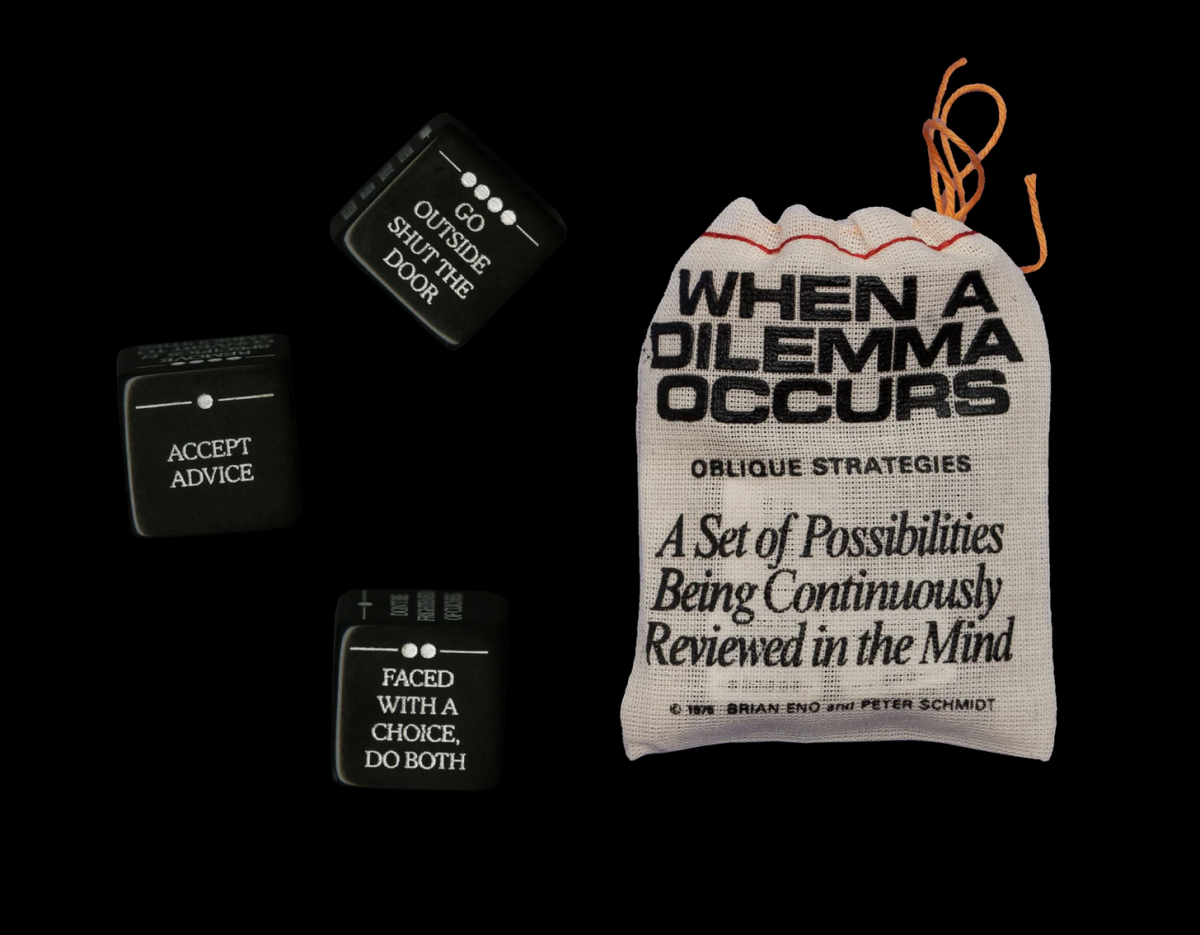 GO
OUTSIDE
SHUT THE
DOOR
ACCEPT
ADVICE
FACED
WITH A
CHOICE,
DO BOTH
WHEN A
DILEMMA
OCCURS
OBLIQUE STRATEGIES
A Set of Possibilities
Being Continuously
Reviewed in the Mind
© 1975 BRIAN ENO and PETER SCHMIDT